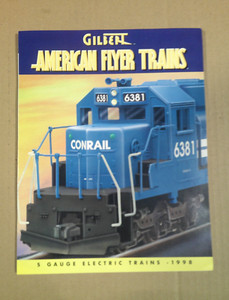 GILBERT
AMERICAN FLYER TRAINS
6381 6381
CONRAIL
6381
S GAUGE ELECTRIC TRAINS - 1998